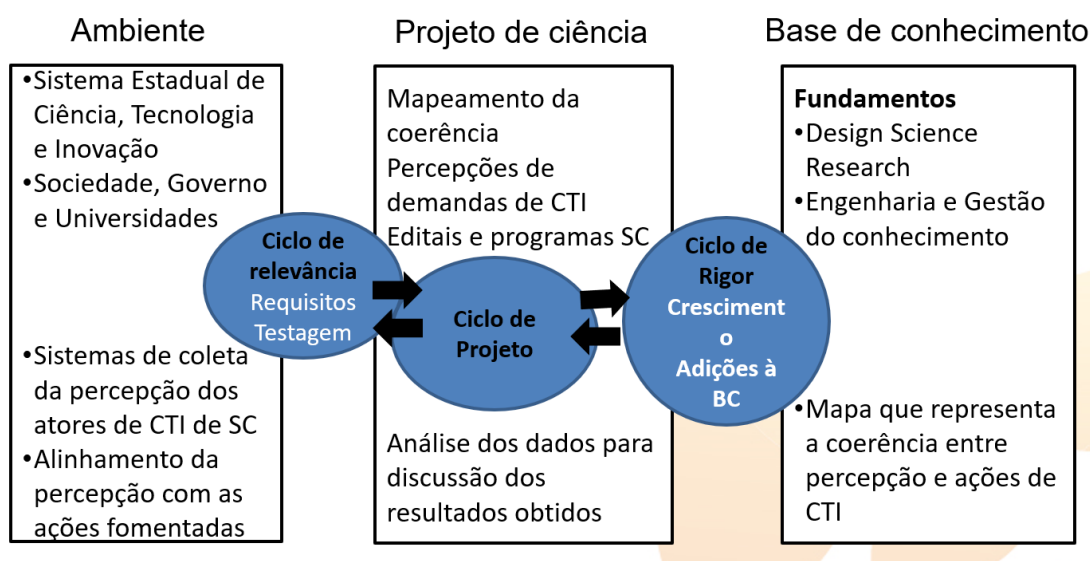 Ambiente
•Sistema Estadual de
Ciência, Tecnologia
e Inovação
•Sociedade, Governo
e Universidades
•Sistemas de coleta
da percepção dos
atores de CTI de SC
•Alinhamento da
percepção com as
ações fomentadas
Ciclo de
relevância
Requisitos
Testagem
Projeto de ciência
Mapeamento da
coerência
Percepções de
demandas de CTI
Editais e programas SC
Ciclo de
Projeto
Análise dos dados para
discussão dos
resultados obtidos
Ciclo de
Rigor
Cresciment
o
Adições à
BC
Base de conhecimento
Fundamentos
•Design Science
Research
•Engenharia e Gestão
do conhecimento
•Mapa que representa
a coerência entre
percepção e ações de
CTI